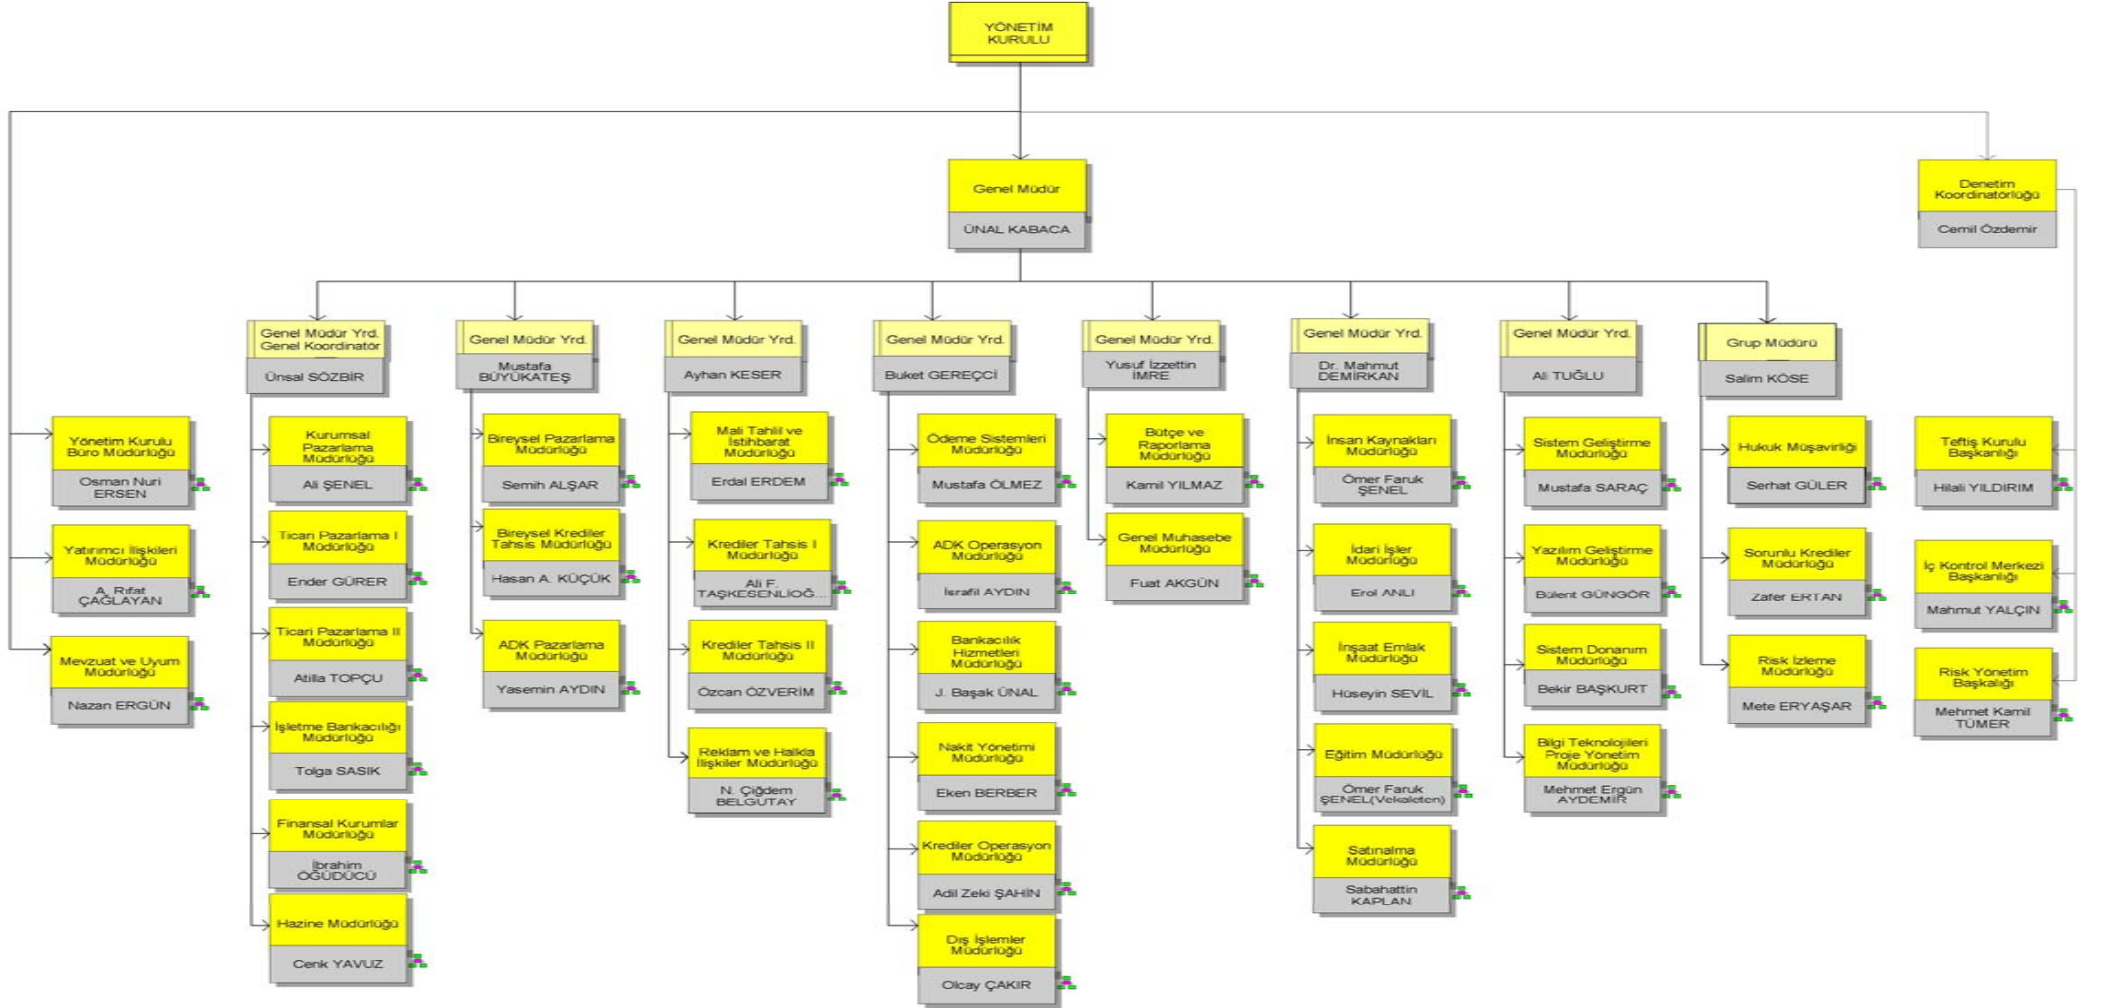 YÖNETİM
KURULU
Genel Müdür
ÜNAL KABACA
Denetim
Koordinatörlüğü
Cemil Özdemir
Yönetim Kurulu
Büro Müdürlüğü
Osman Nuri
ERSEN
Yatırımcı İlişkileri
Müdürlüğü
A. Rıfat
ÇAĞLAYAN
Mevzuat ve Uyum
Müdürlüğü
Nazan ERGÜN
Genel Müdür Yrd.
Genel Koordinatör
Ünsal SÖZBİR
Kurumsal
Pazarlama
Müdürlüğü
Ali ŞENEL
Ticari Pazarlama I
Müdürlüğü
Ender GÜRER
Ticari Pazarlama II
Müdürlüğü
Atilla TOPÇU
İşletme Bankacılığı
Müdürlüğü
Tolga SASIK
Finansal Kurumlar
Müdürlüğü
İbrahim
ÖĞÜDÜCÜ
Hazine Müdürlüğü
Cenk YAVUZ
Genel Müdür Yrd.
Mustafa
BÜYÜKATEŞ
Bireysel Pazarlama
Müdürlüğü
Semih ALŞAR
Bireysel Krediler
Tahsis Müdürlüğü
Hasan A. KÜÇÜK
ADK Pazarlama
Müdürlüğü
Yasemin AYDIN
Genel Müdür Yrd.
Ayhan KESER
Mali Tahlil ve
İstihbarat
Müdürlüğü
Erdal ERDEM
Krediler Tahsis I
Müdürlüğü
Ali F.
TAŞKESENLİOĞ...
Krediler Tahsis II
Müdürlüğü
Özcan ÖZVERİM
Reklam ve Halkla
İlişkiler Müdürlüğü
N. Çiğdem
BELGÜTAY
Genel Müdür Yrd.
Buket GEREÇCİ
Ödeme Sistemleri
Müdürlüğü
Mustafa ÖLMEZ
ADK Operasyon
Müdürlüğü
İsrafil AYDIN
Bankacılık
Hizmetleri
Müdürlüğü
J. Başak ÜNAL
Nakit Yönetimi
Müdürlüğü
Eken BERBER
Krediler Operasyon
Müdürlüğü
Adil Zeki ŞAHİN
Dış İşlemler
Müdürlüğü
Olcay ÇAKIR
Genel Müdür Yrd.
Yusuf İzzettin
İMRE
Bütçe ve
Raporlama
Müdürlüğü
Kamil YILMAZ
Genel Muhasebe
Müdürlüğü
Fuat AKGÜN
Genel Müdür Yrd.
Dr. Mahmut
DEMİRKAN
İnsan Kaynakları
Müdürlüğü
Ömer Faruk
ŞENEL
İdari İşler
Müdürlüğü
Erol ANLI
İnşaat Emlak
Müdürlüğü
Hüseyin SEVİL
Eğitim Müdürlüğü
Ömer Faruk
ŞENEL(Vekaleten)
Satınalma
Müdürlüğü
Sabahattin
KAPLAN
Genel Müdür Yrd.
Ali TUĞLU
Sistem Geliştirme
Müdürlüğü
Mustafa SARAÇ
Yazılım Geliştirme
Müdürlüğü
Bülent GÜNGÖR
Sistem Donanım
Müdürlüğü
Bekir BAŞKURT
Bilgi Teknolojileri
Proje Yönetim
Müdürlüğü
Mehmet Ergün
AYDEMİR
Grup Müdürü
Salim KÖSE
Hukuk Müşavirliği
Serhat GÜLER
Sorunlu Krediler
Müdürlüğü
Zafer ERTAN
Risk İzleme
Müdürlüğü
Mete ERYAŞAR
Teftiş Kurulu
Başkanlığı
Hilali YILDIRIM
İç Kontrol Merkezi
Başkanlığı
Mahmut YALÇIN
Risk Yönetim
Başkalığı
Mehmet Kamil
TÜMER